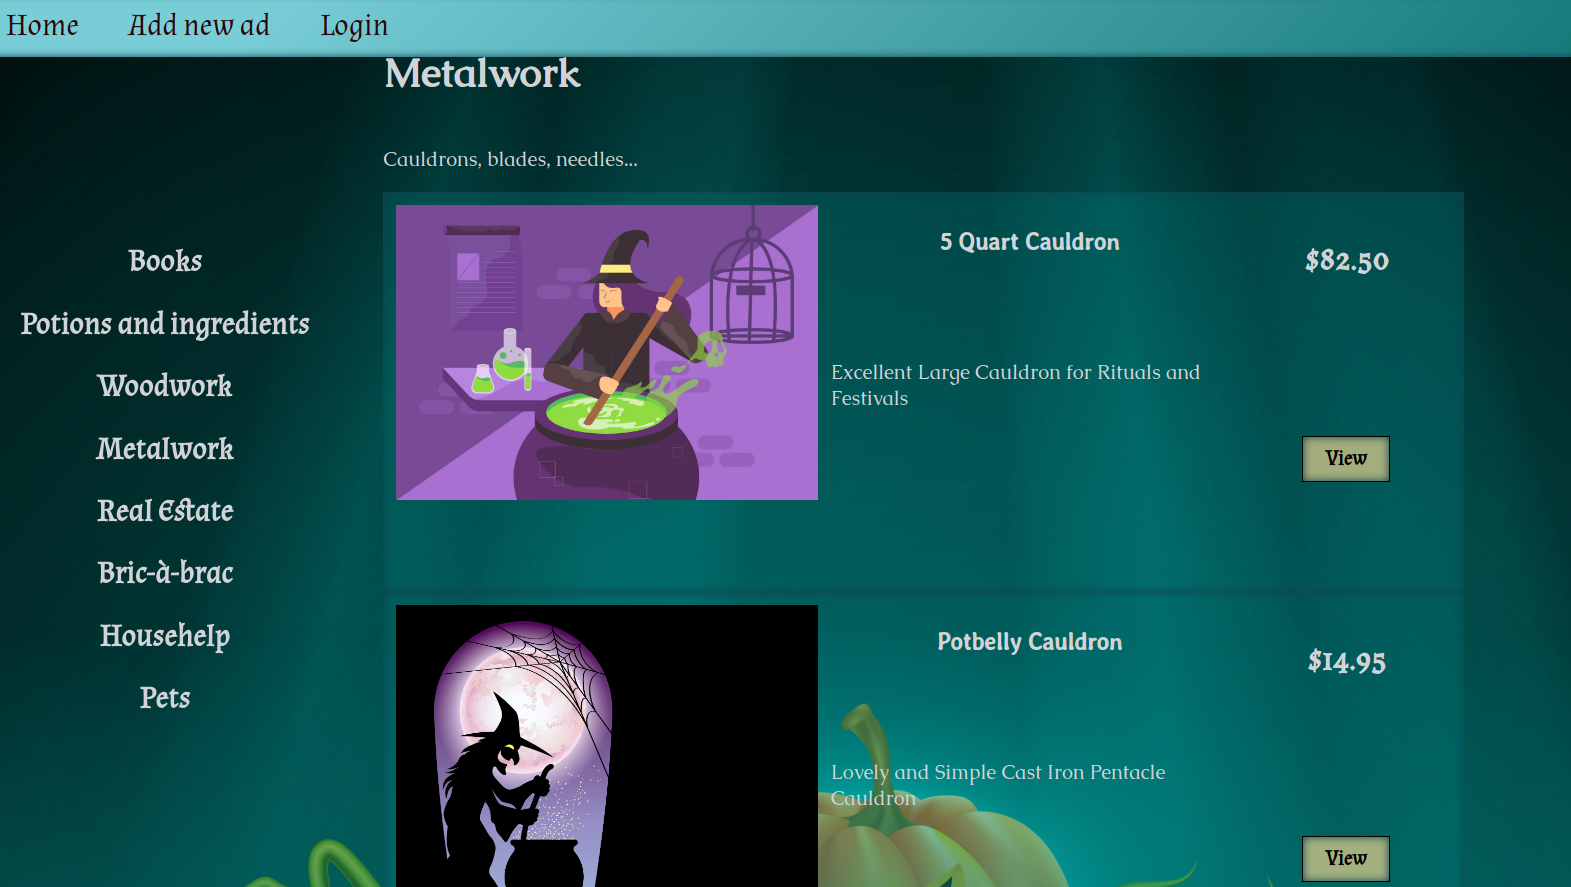 Home Add new ad Login
Metalwork
Cauldrons, blades, needles...
Books
Potions and ingredients
Woodwork
Metalwork
Real Estate
Bric-à-brac
Househelp
Pets
5 Quart Cauldron
$82.50
Excellent Large Cauldron for Rituals and
Festivals
View
Potbelly Cauldron
$14.95
Lovely and Simple Cast Iron Pentacle
Cauldron
View